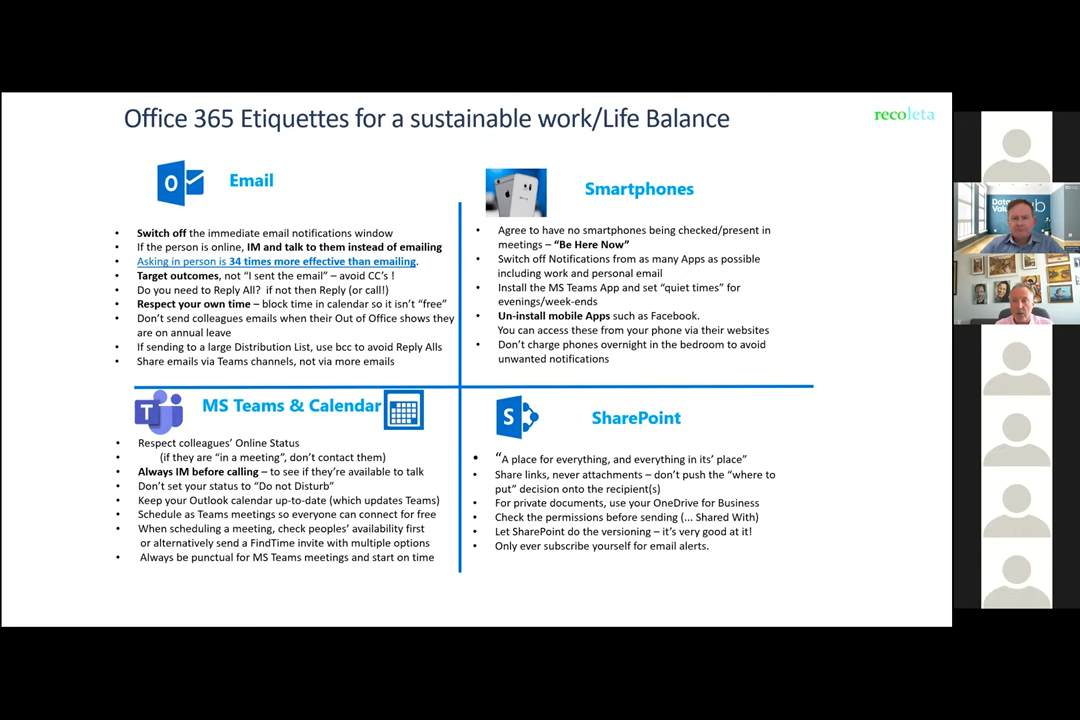 Office 365 Etiquettes for a sustainable work/Life Balance
recoleta
Email
Switch off the immediate email notifications window
If the person is online, IM and talk to them instead of emailing
Asking in person is 34 times more effective than emailing.
Target outcomes, not “I sent the email” – avoid CC’s !
Do you need to Reply All? if not then Reply (or call!)
Respect your own time – block time in calendar so it isn’t “free”
Don’t send colleagues emails when their Out of Office shows they
are on annual leave
If sending to a large Distribution List, use bcc to avoid Reply Alls
Share emails via Teams channels, not via more emails
Smartphones
Agree to have no smartphones being checked/present in
meetings – “Be Here Now”
Switch off Notifications from as many Apps as possible
including work and personal email
Install the MS Teams App and set “quiet times” for
evenings/week-ends
Un-install mobile Apps such as Facebook.
You can access these from your phone via their websites
Don’t charge phones overnight in the bedroom to avoid
unwanted notifications
MS Teams & Calendar
Respect colleagues’ Online Status
(if they are “in a meeting”, don’t contact them)
Always IM before calling – to see if they’re available to talk
Don’t set your status to “Do not Disturb”
Keep your Outlook calendar up-to-date (which updates Teams)
Schedule as Teams meetings so everyone can connect for free
When scheduling a meeting, check peoples’ availability first
or alternatively send a FindTime invite with multiple options
Always be punctual for MS Teams meetings and start on time
SharePoint
“A place for everything, and everything in its’ place”
Share links, never attachments – don’t push the “where to
put” decision onto the recipient(s)
For private documents, use your OneDrive for Business
Check the permissions before sending (... Shared With)
Let SharePoint do the versioning – it’s very good at it!
Only ever subscribe yourself for email alerts.